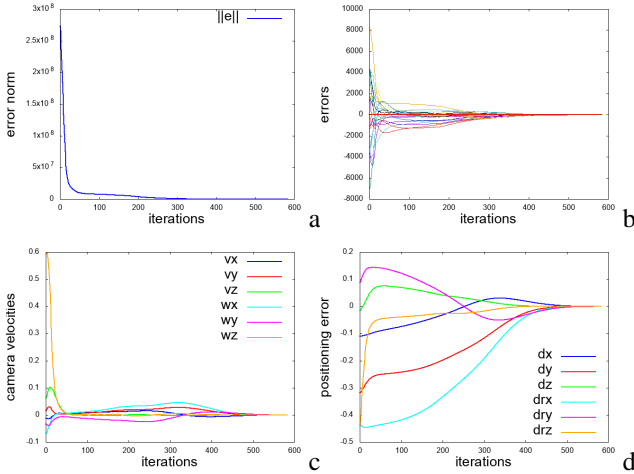 3x10 8
2.5x10 8
2x10 8
1.5x10 8
1x10 8
5x10 7
0
0 100 200 300 400 500 600
error norm
iterations
||e||
a
10000
8000
6000
4000
2000
0
-2000
-4000
-6000
-8000
0 100 200 300 400 500 600
errors
iterations
b
0.6
0.5
0.4
0.3
0.2
0.1
0
-0.1
0 100 200 300 400 500 600
camera velocities
iterations
vx
vy
vz
wx
wy
wz
c
0.2
0.1
0
-0.1
-0.2
-0.3
-0.4
-0.5
0 100 200 300 400 500 600
positioning error
iterations
dx
dy
dz
drx
dry
drz
d